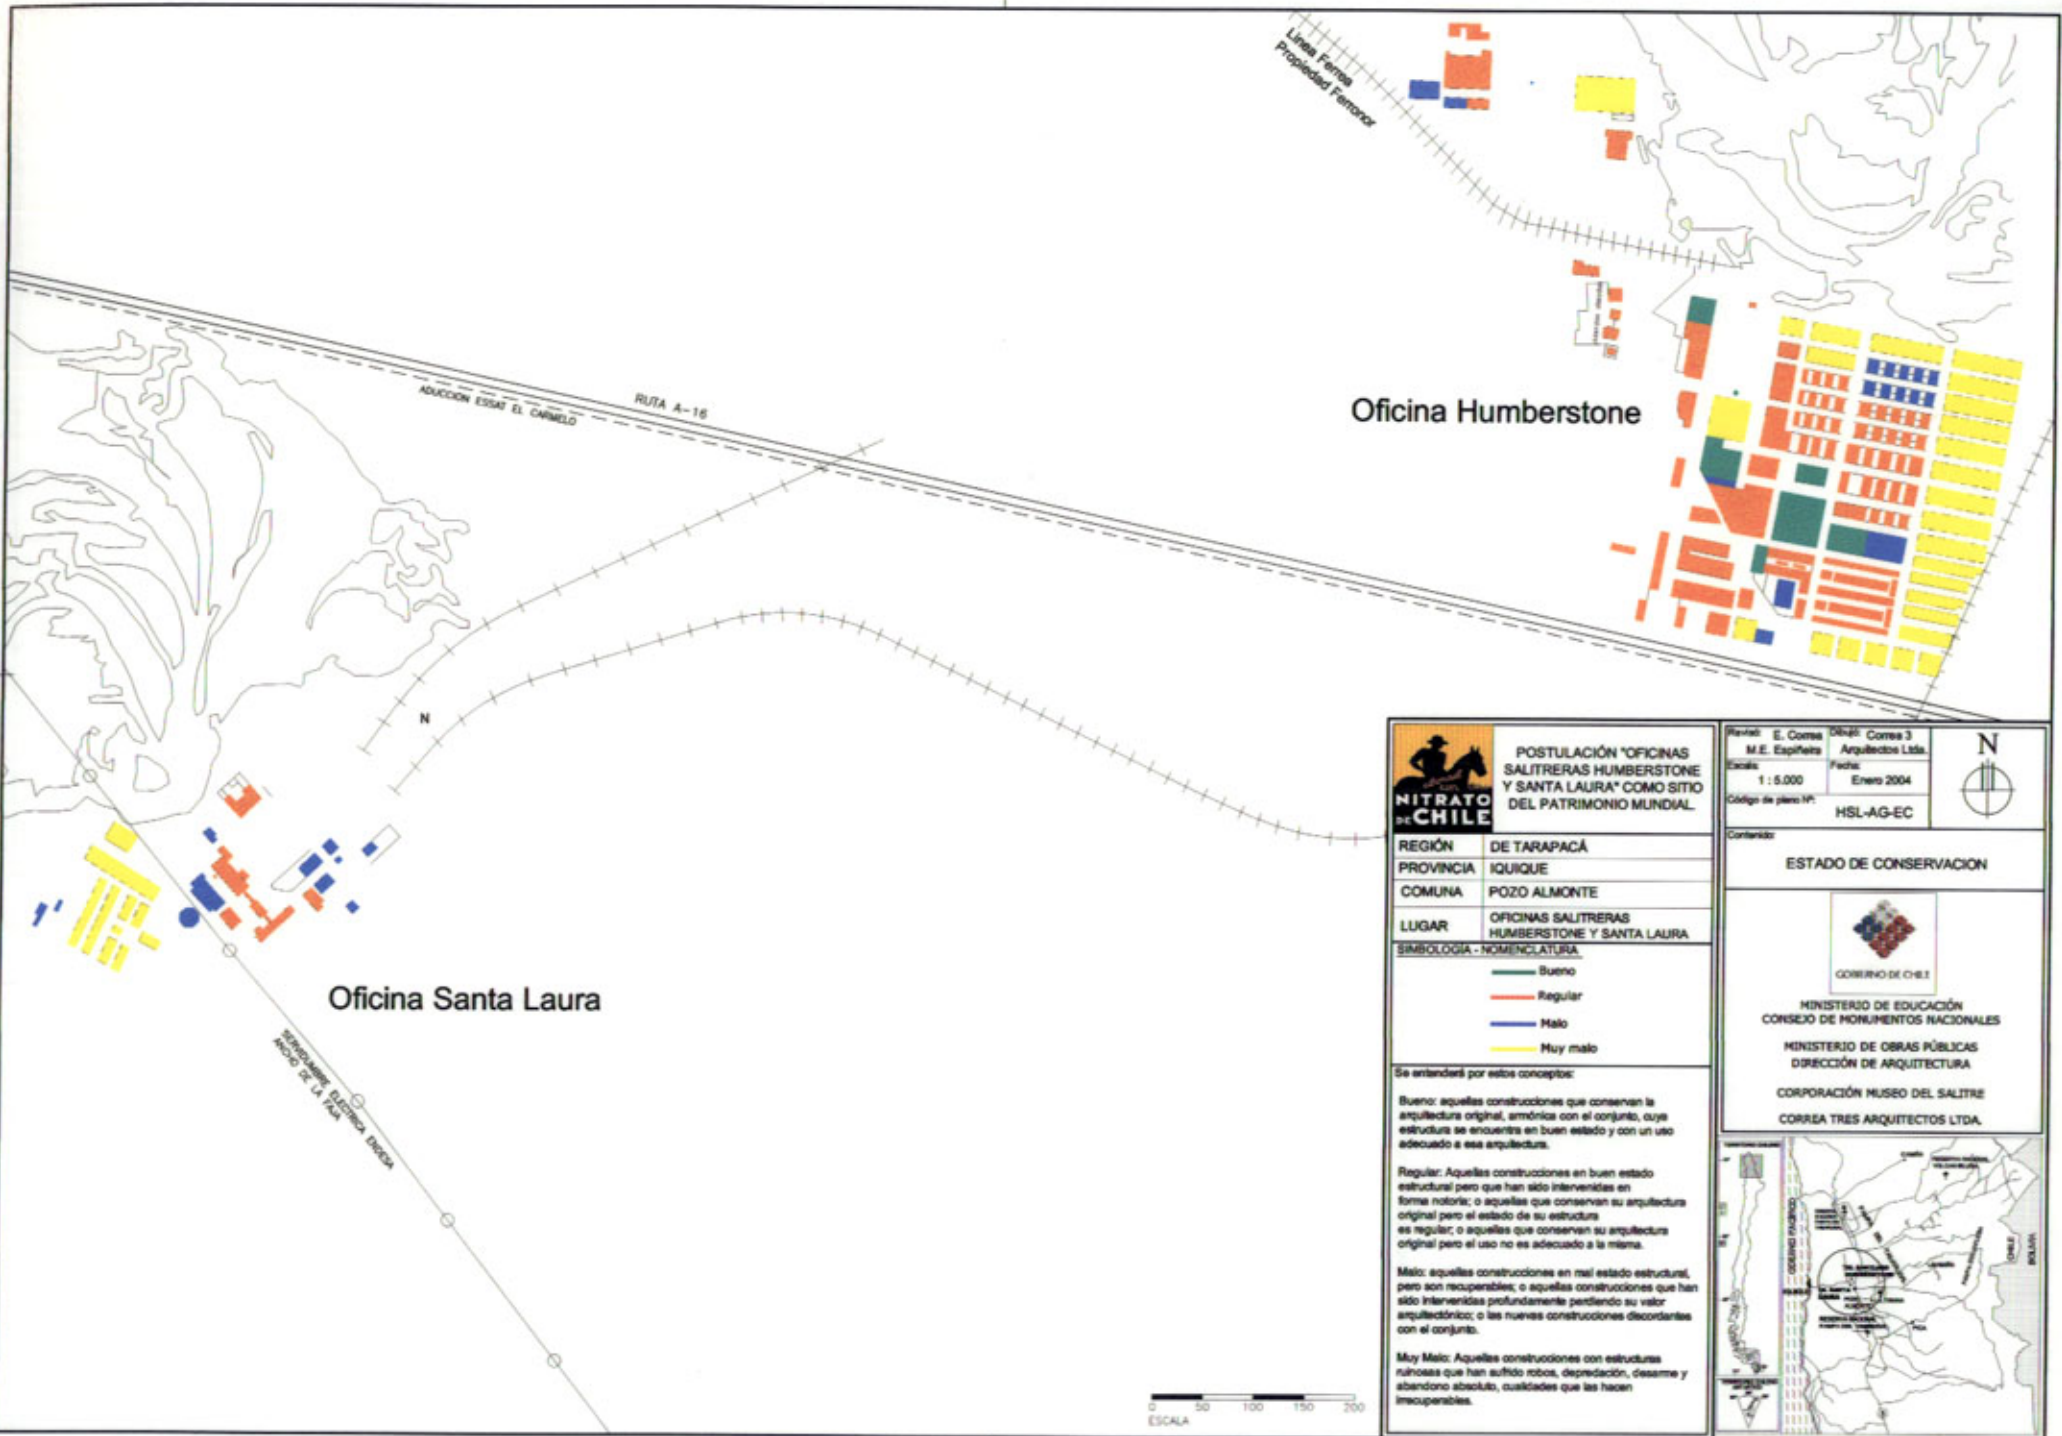 Linea Ferrea
Propiedad Ferronor
RUTA A-16
ADUCCION ESSAT EL CARMELO
Oficina Humberstone
N
Oficina Santa Laura
SERVIDUMBRE ELECTRICA ENDESA
ANCHO DE LA FAJA
0 50 100 150 200
ESCALA
NITRATO
DE CHILE
POSTULACIÓN "OFICINAS
SALITRERAS HUMBERSTONE
Y SANTA LAURA" COMO SITIO
DEL PATRIMONIO MUNDIAL
REGIÓN DE TARAPACÁ
PROVINCIA IQUIQUE
COMUNA POZO ALMONTE
LUGAR OFICINAS SALITRERAS
HUMBERSTONE Y SANTA LAURA
SIMBOLOGIA - NOMENCLATURA
Bueno
Regular
Malo
Muy malo
Se entenderá por estos conceptos:
Bueno: aquellas construcciones que conservan la
arquitectura original, armónica con el conjunto, cuya
estructura se encuentra en buen estado y con un uso
adecuado a esa arquitectura.
Regular: Aquellas construcciones en buen estado
estructural pero que han sido intervenidas en
forma notoria; o aquellas que conservan su arquitectura
original pero el estado de su estructura
es regular; o aquellas que conservan su arquitectura
original pero el uso no es adecuado a la misma.
Malo: aquellas construcciones en mal estado estructural,
pero son recuperables; o aquellas construcciones que han
sido intervenidas profundamente perdiendo su valor
arquitectónico; o las nuevas construcciones discordantes
con el conjunto.
Muy Malo: Aquellas construcciones con estructuras
ruinosas que han sufrido robos, depredación, desarme y
abandono absoluto, cualidades que las hacen
irrecuperables.
Revisó: E. Correa
M.E. Espiñeira
Dibujó: Correa 3
Arquitectos Ltda.
Escala:
1 : 5.000
Fecha:
Enero 2004
Código de plano Nº:
HSL-AG-EC
N
Contenido:
ESTADO DE CONSERVACION
GOBIERNO DE CHILE
MINISTERIO DE EDUCACIÓN
CONSEJO DE MONUMENTOS NACIONALES
MINISTERIO DE OBRAS PÚBLICAS
DIRECCIÓN DE ARQUITECTURA
CORPORACIÓN MUSEO DEL SALITRE
CORREA TRES ARQUITECTOS LTDA.
OCEANO PACIFICO
CHILE
BOLIVIA
PICA